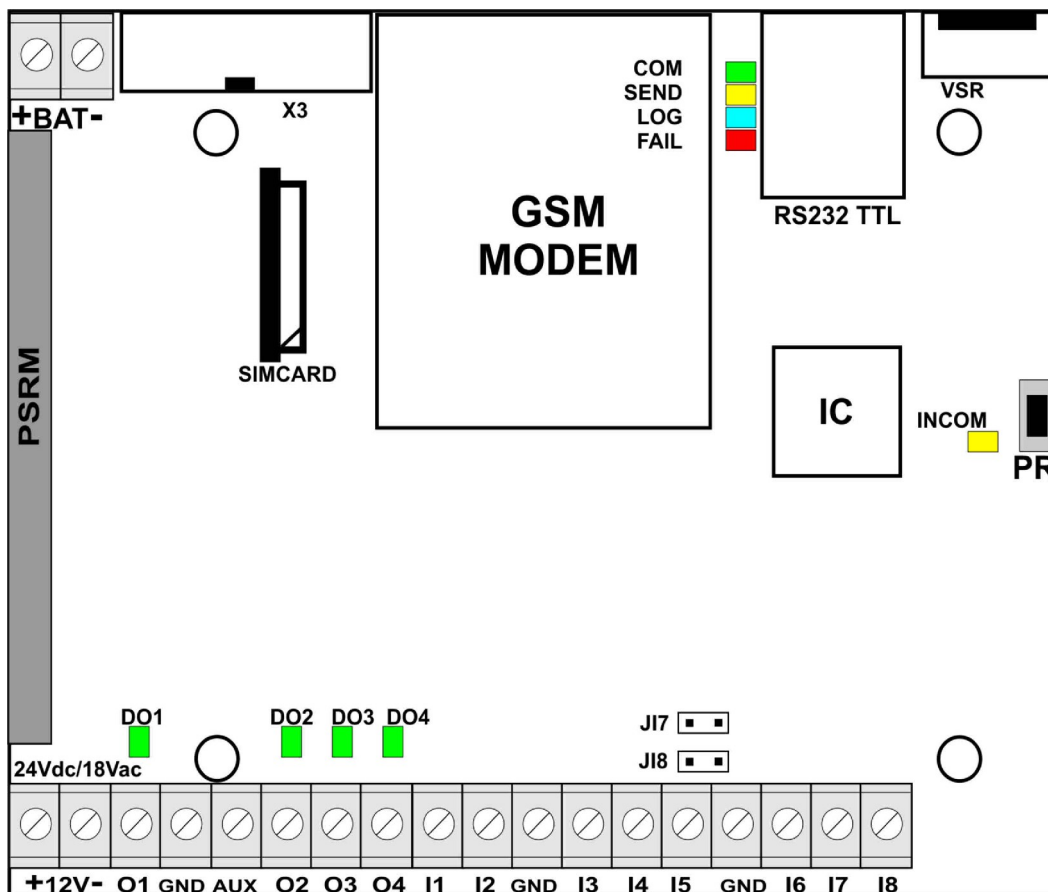 COM
SEND
LOG
FAIL
VSR
X3
+BAT-
RS232 TTL
GSM
MODEM
SIMCARD
PSRM
IC
INCOM
PR
DO1 DO2 DO3 DO4
JI7
JI8
24Vdc/18Vac
+12V- O1 GND AUX O2 O3 O4 I1 I2 GND I3 I4 I5 GND I6 I7 I8